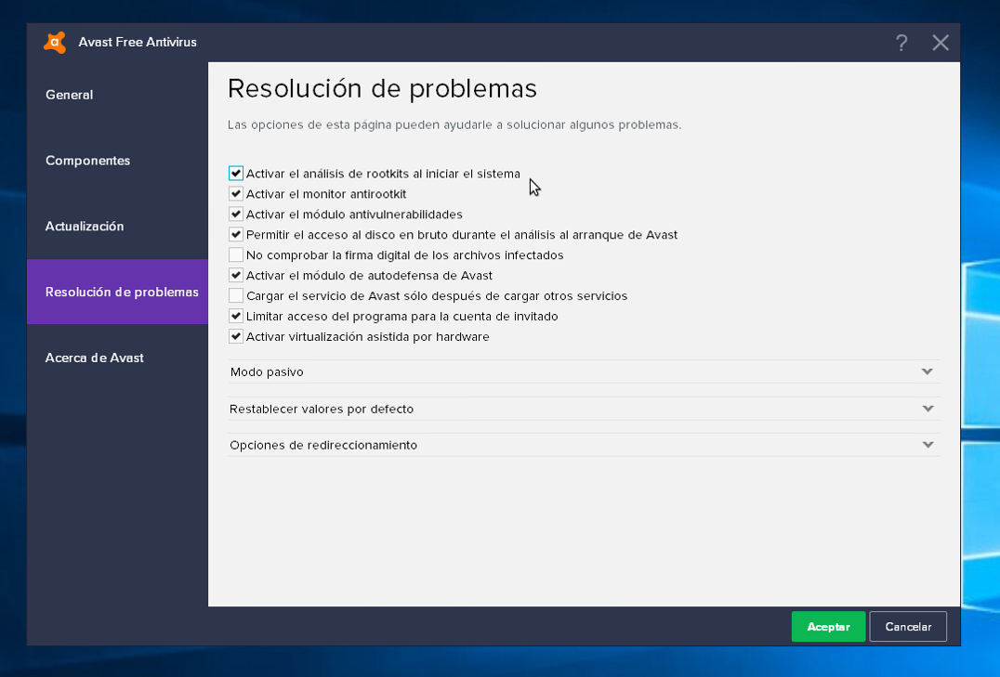 Avast Free Antivirus
?
General
Componentes
Actualización
Resolución de problemas
Acerca de Avast
Resolución de problemas
Las opciones de esta página pueden ayudarle a solucionar algunos problemas.
Activar el análisis de rootkits al iniciar el sistema
Activar el monitor antirootkit
Activar el módulo antivulnerabilidades
Permitir el acceso al disco en bruto durante el análisis al arranque de Avast
No comprobar la firma digital de los archivos infectados
Activar el módulo de autodefensa de Avast
Cargar el servicio de Avast sólo después de cargar otros servicios
Limitar acceso del programa para la cuenta de invitado
Activar virtualización asistida por hardware
Modo pasivo
Restablecer valores por defecto
Opciones de redireccionamiento
Aceptar
Cancelar